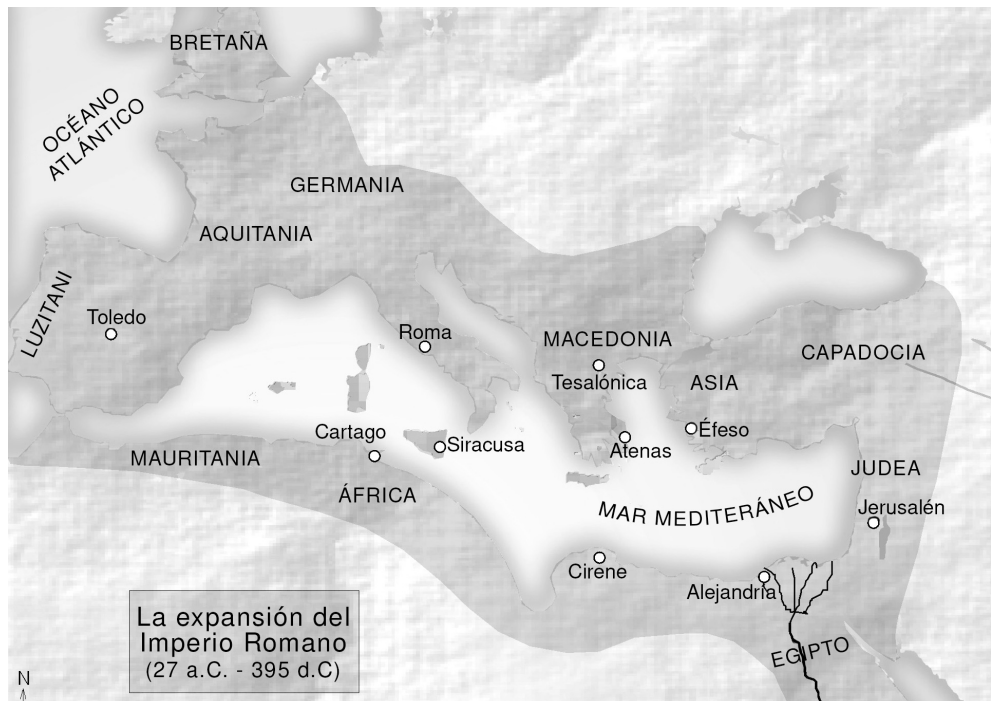 BRETAÑA
OCÉANO
ATLÁNTICO
GERMANIA
AQUITANIA
LUZITANI
Toledo
Roma
MACEDONIA
CAPADOCIA
Tesalónica
ASIA
Cartago
Siracusa
Atenas
Éfeso
MAURITANIA
JUDEA
ÁFRICA
MAR MEDITERÁNEO
Jerusalén
Cirene
Alejandría
La expansión del
Imperio Romano
(27 a.C. - 395 d.C)
EGIPTO
N